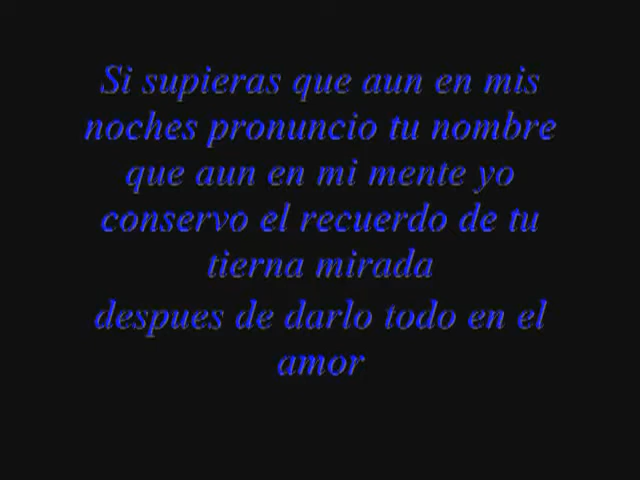 Si supieras que aun en mis
noches pronuncio tu nombre
que aun en mi mente yo
conservo el recuerdo de tu
tierna mirada
despues de darlo todo en el
amor